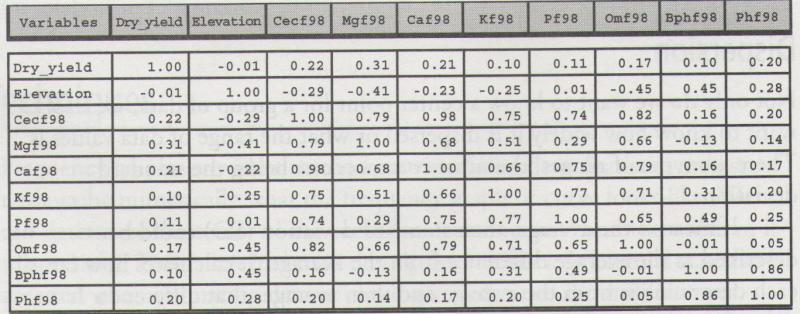 Variables Dry_yield Elevation Cecf98 Mgf98 Caf98 Kf98 Pf98 Omf98 Bphf98 Phf98
Dry_yield 1.00 -0.01 0.22 0.31 0.21 0.10 0.11 0.17 0.10 0.20
Elevation -0.01 1.00 -0.29 -0.41 -0.23 -0.25 0.01 -0.45 0.45 0.28
Cecf98 0.22 -0.29 1.00 0.79 0.98 0.75 0.74 0.82 0.16 0.20
Mgf98 0.31 -0.41 0.79 1.00 0.68 0.51 0.29 0.66 -0.13 0.14
Caf98 0.21 -0.22 0.98 0.68 1.00 0.66 0.75 0.79 0.16 0.17
Kf98 0.10 -0.25 0.75 0.51 0.66 1.00 0.77 0.71 0.31 0.20
Pf98 0.11 0.01 0.74 0.29 0.75 0.77 1.00 0.65 0.49 0.25
Omf98 0.17 -0.45 0.82 0.66 0.79 0.71 0.65 1.00 -0.01 0.05
Bphf98 0.10 0.45 0.16 -0.13 0.16 0.31 0.49 -0.01 1.00 0.86
Phf98 0.20 0.28 0.20 0.14 0.17 0.20 0.25 0.05 0.86 1.00